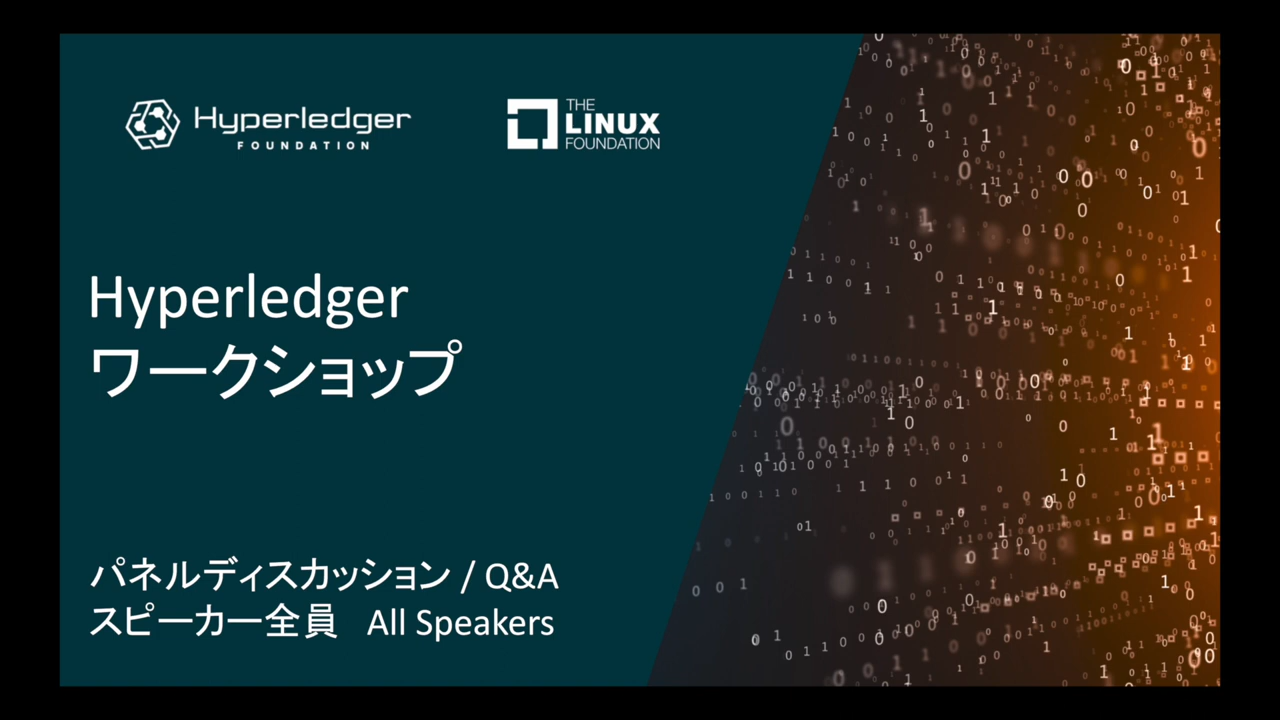 Hyperledger
FOUNDATION
THE
LINUX
FOUNDATION
Hyperledger
ワークショップ
パネルディスカッション / Q&A
スピーカー全員 All Speakers